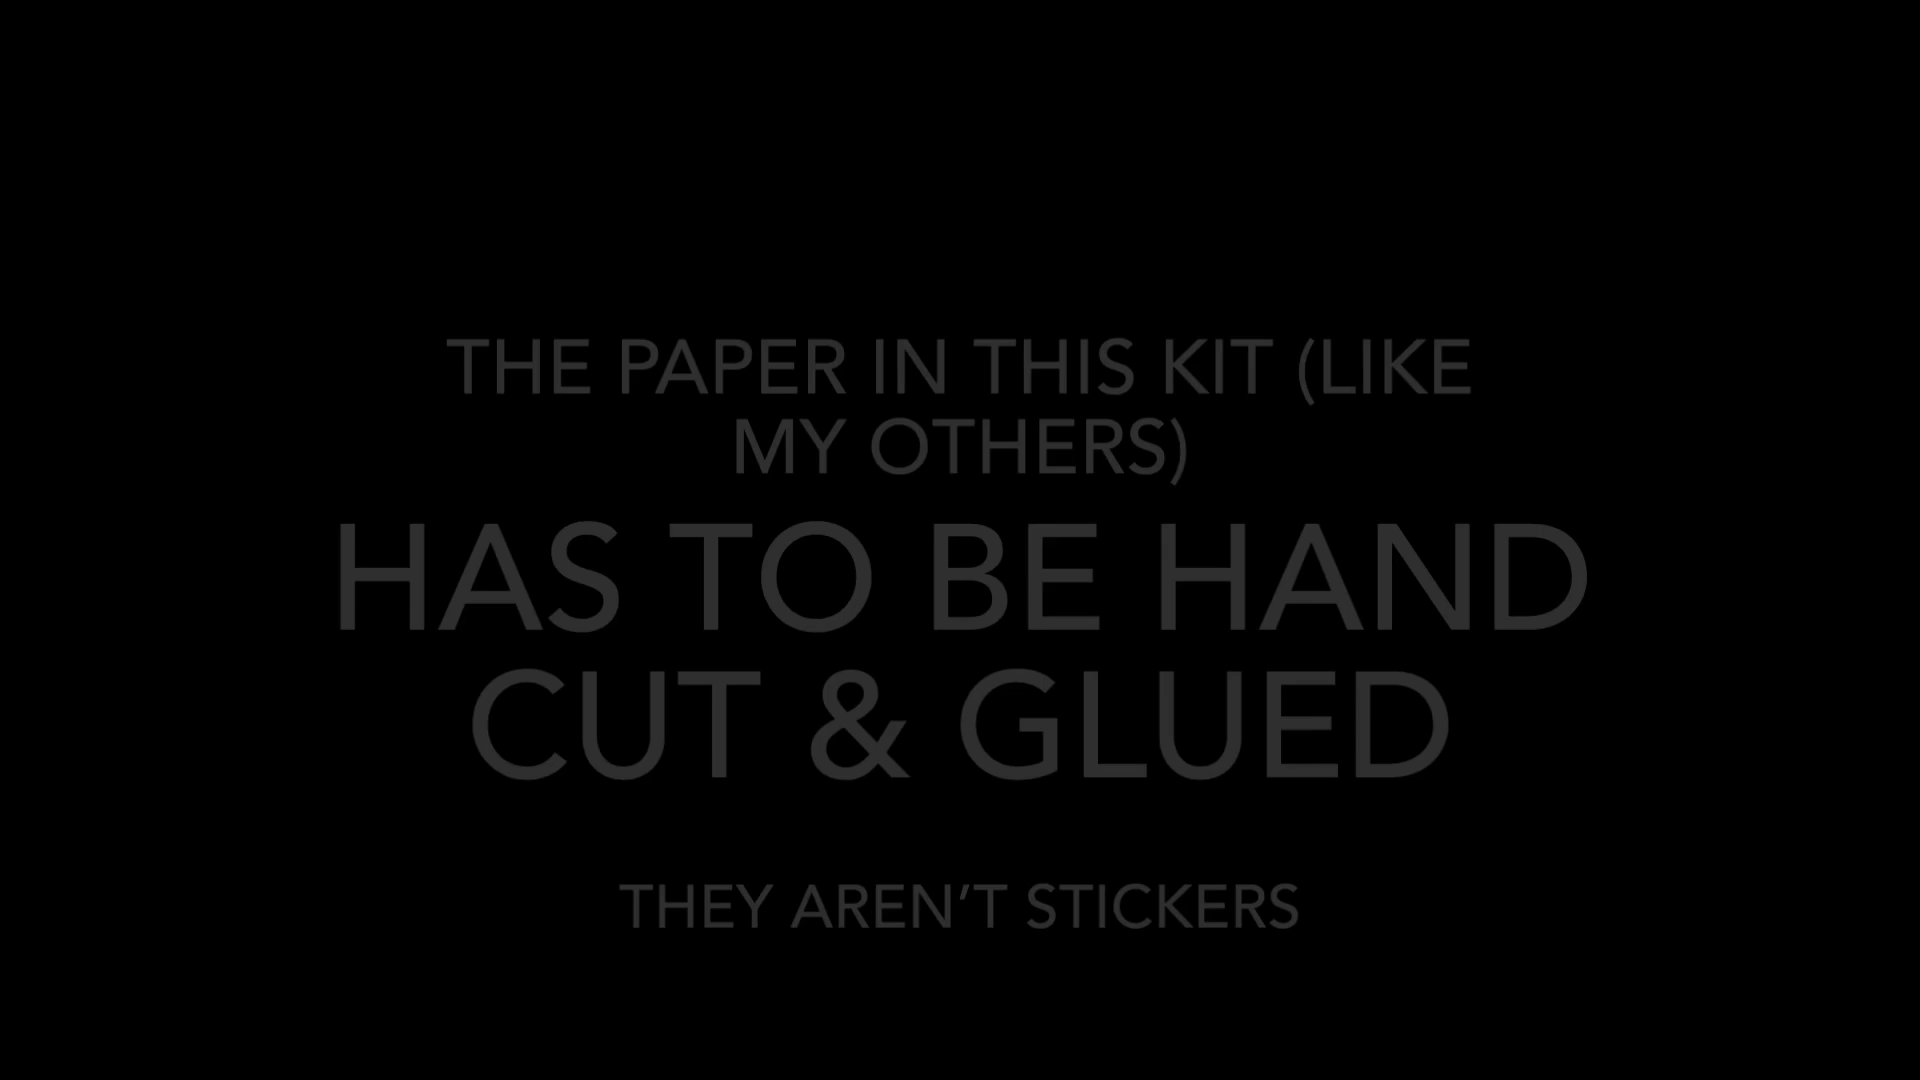 THE PAPER IN THIS KIT (LIKE
MY OTHERS)
HAS TO BE HAND
CUT & GLUED
THEY AREN’T STICKERS